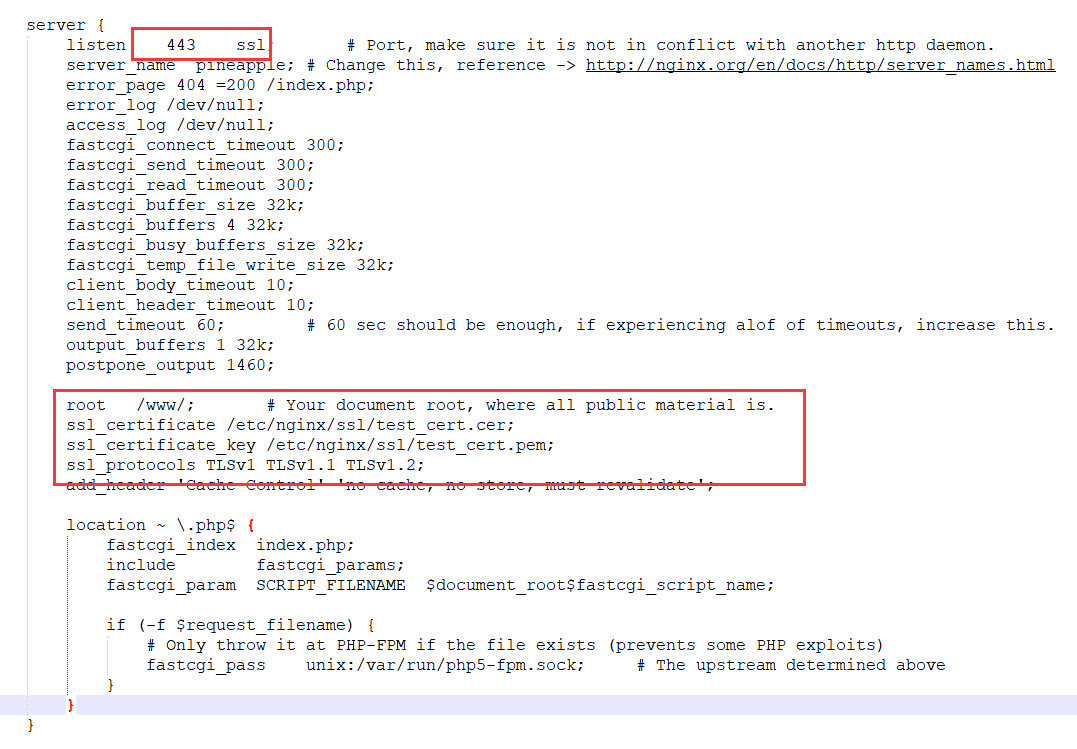 server {
    listen    443    ssl;       # Port, make sure it is not in conflict with another http daemon.
    server_name  pineapple; # Change this, reference -> http://nginx.org/en/docs/http/server_names.html
    error_page 404 =200 /index.php;
    error_log /dev/null;
    access_log /dev/null;
    fastcgi_connect_timeout 300;
    fastcgi_send_timeout 300;
    fastcgi_read_timeout 300;
    fastcgi_buffer_size 32k;
    fastcgi_buffers 4 32k;
    fastcgi_busy_buffers_size 32k;
    fastcgi_temp_file_write_size 32k;
    client_body_timeout 10;
    client_header_timeout 10;
    send_timeout 60;        # 60 sec should be enough, if experiencing alof of timeouts, increase this.
    output_buffers 1 32k;
    postpone_output 1460;
    root   /www/;       # Your document root, where all public material is.
    ssl_certificate /etc/nginx/ssl/test_cert.cer;
    ssl_certificate_key /etc/nginx/ssl/test_cert.pem;
    ssl_protocols TLSv1 TLSv1.1 TLSv1.2;
    add_header 'Cache-Control' 'no-cache, no-store, must-revalidate';
    location ~ \.php$ {
        fastcgi_index  index.php;
        include        fastcgi_params;
        fastcgi_param  SCRIPT_FILENAME  $document_root$fastcgi_script_name;
        if (-f $request_filename) {
            # Only throw it at PHP-FPM if the file exists (prevents some PHP exploits)
            fastcgi_pass    unix:/var/run/php5-fpm.sock;     # The upstream determined above
        }
    }
}